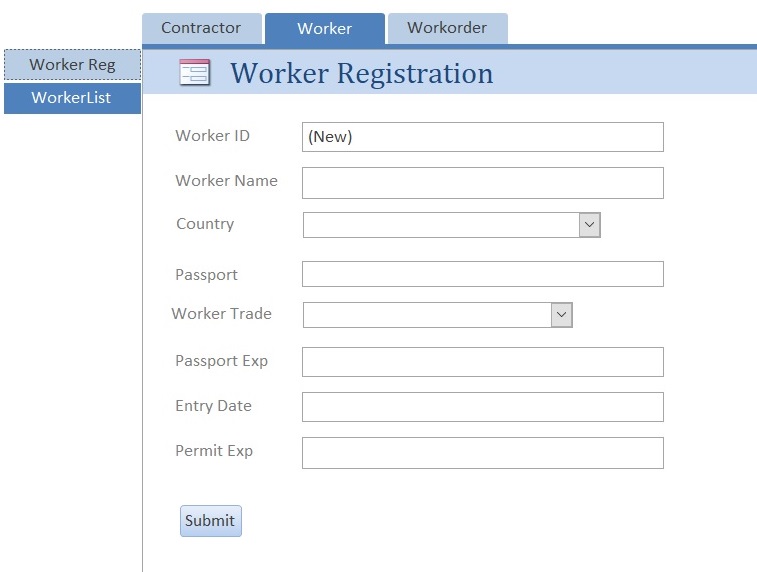 Contractor Worker Workorder
Worker Reg
WorkerList
Worker Registration
Worker ID (New)
Worker Name
Country
Passport
Worker Trade
Passport Exp
Entry Date
Permit Exp
Submit